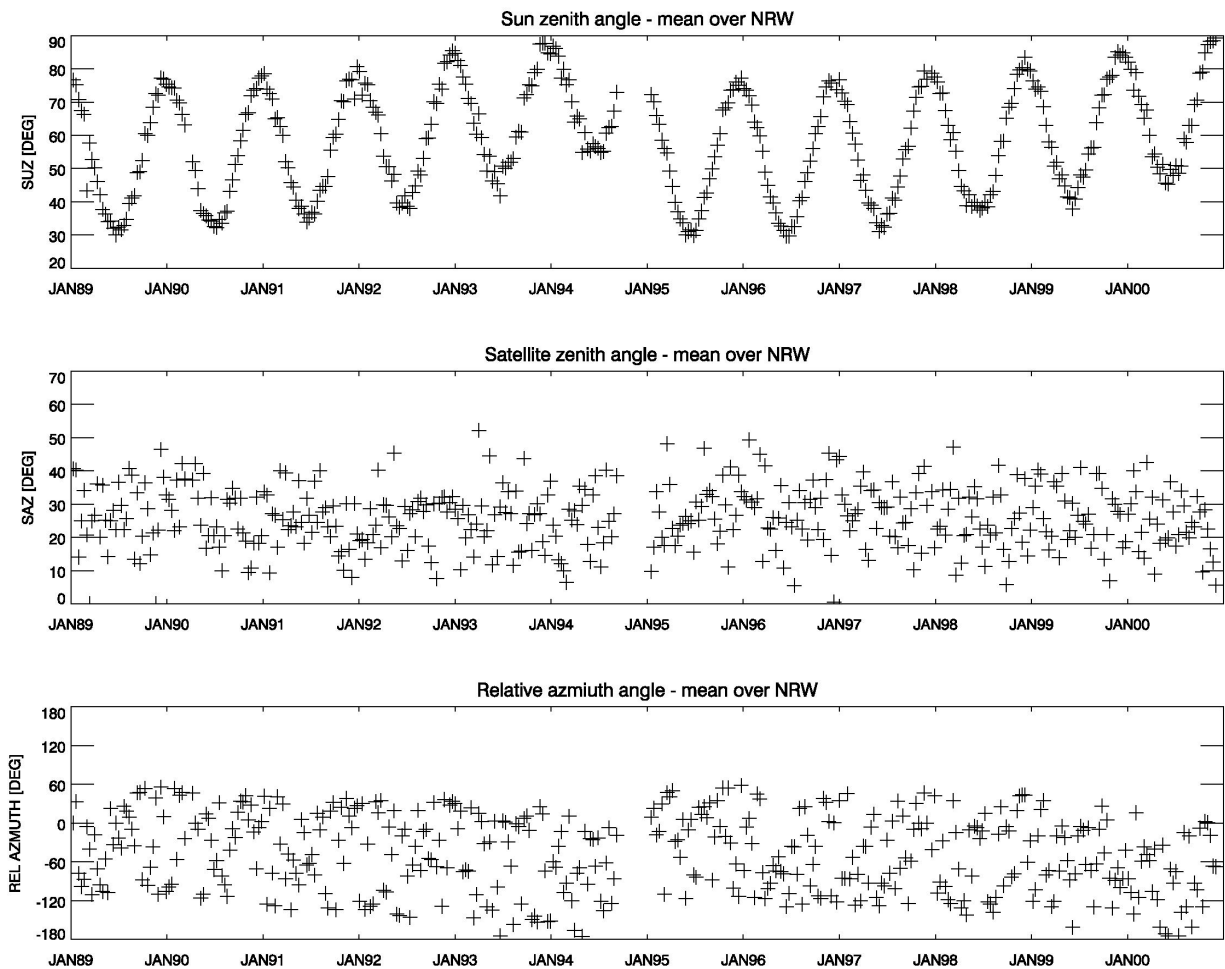 Sun zenith angle - mean over NRW
SUZ [DEG]
90
80
70
60
50
40
30
20
JAN89 JAN90 JAN91 JAN92 JAN93 JAN94 JAN95 JAN96 JAN97 JAN98 JAN99 JAN00
Satellite zenith angle - mean over NRW
SAZ [DEG]
70
60
50
40
30
20
10
0
JAN89 JAN90 JAN91 JAN92 JAN93 JAN94 JAN95 JAN96 JAN97 JAN98 JAN99 JAN00
Relative azmiuth angle - mean over NRW
REL AZIMUTH [DEG]
180
120
60
0
-60
-120
-180
JAN89 JAN90 JAN91 JAN92 JAN93 JAN94 JAN95 JAN96 JAN97 JAN98 JAN99 JAN00